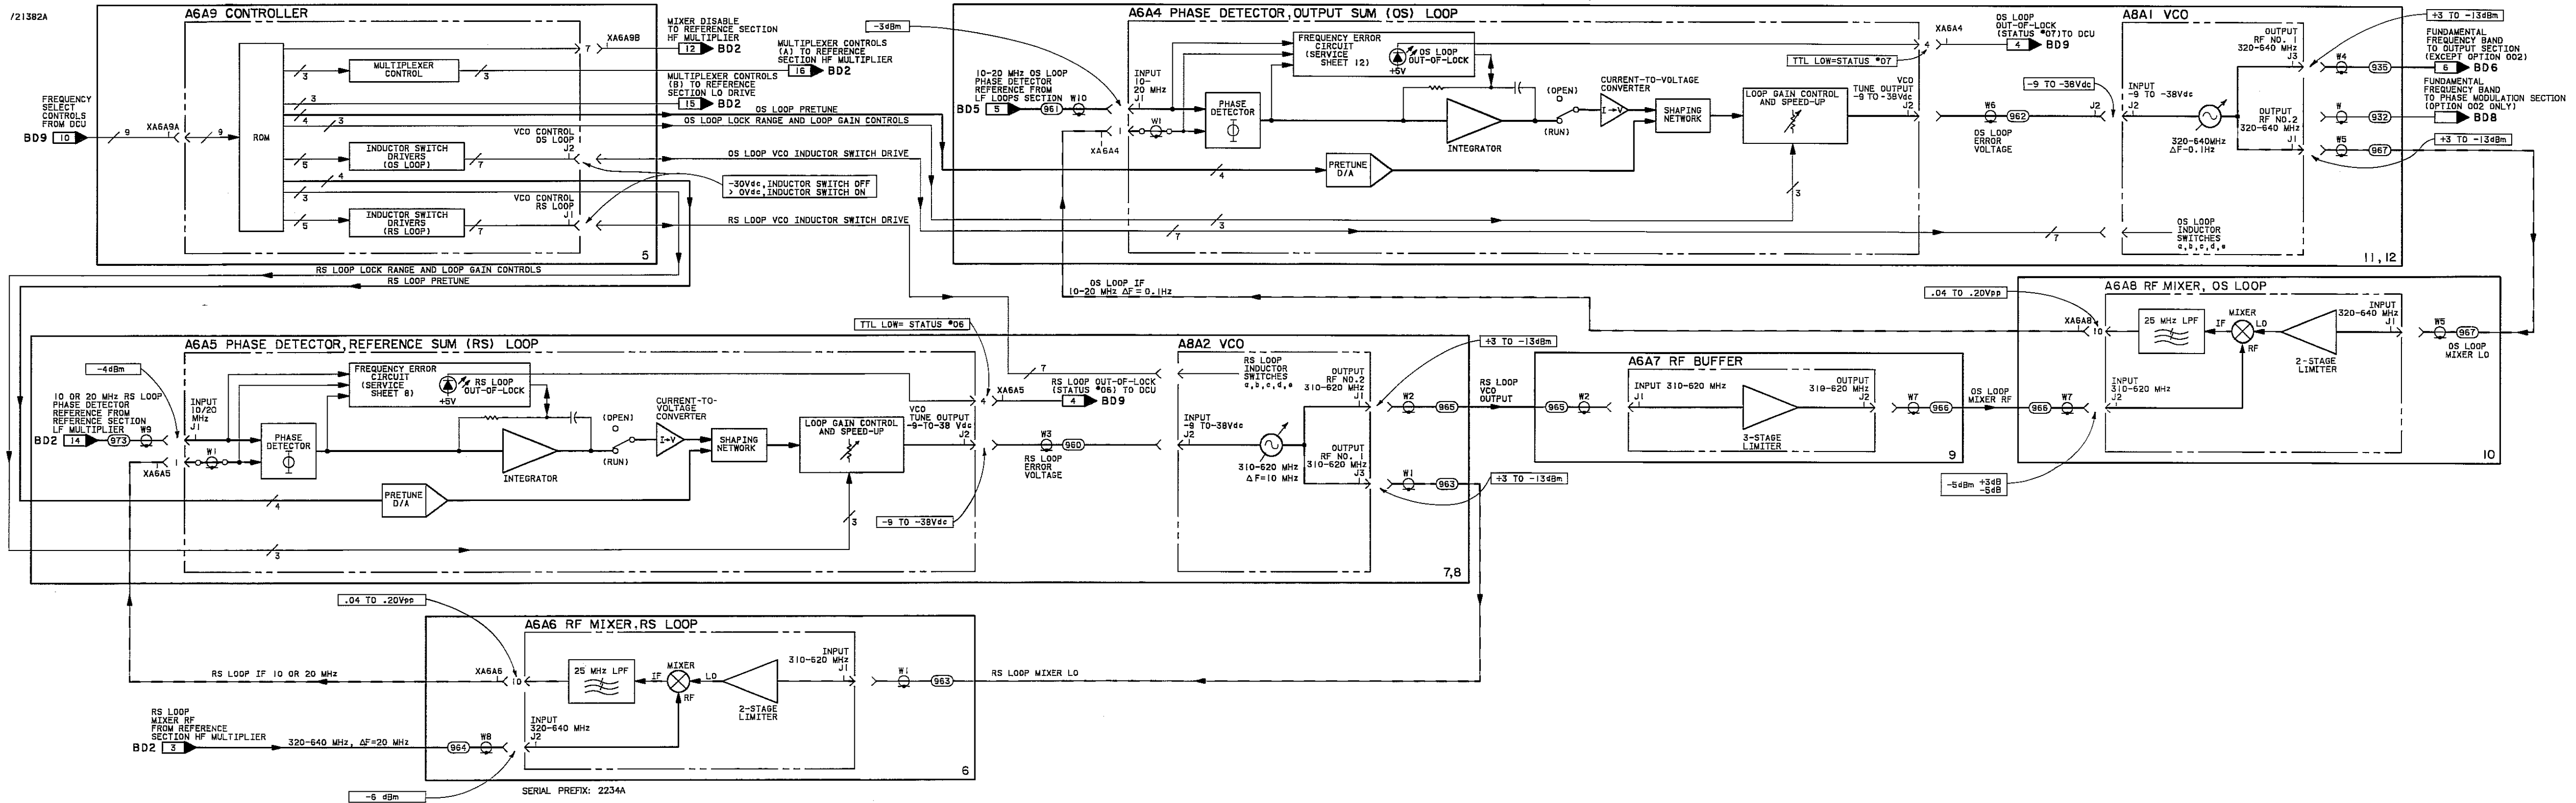 /21382A
A6A9 CONTROLLER
FREQUENCY
SELECT
CONTROLS
FROM DCU
BD9 10
9
XA6A9A
9
ROM
3
MULTIPLEXER
CONTROL
3
3
4
3
VCO CONTROL
OS LOOP
J2
5
INDUCTOR SWITCH
DRIVERS
(OS LOOP)
7
4
3
VCO CONTROL
RS LOOP
J1
5
INDUCTOR SWITCH
DRIVERS
(RS LOOP)
7
5
7
XA6A9B
MIXER DISABLE
TO REFERENCE SECTION
HF MULTIPLIER
12 BD2
MULTIPLEXER CONTROLS
(A) TO REFERENCE
SECTION HF MULTIPLIER
16 BD2
MULTIPLEXER CONTROLS
(B) TO REFERENCE
SECTION LO DRIVE
15 BD2
OS LOOP PRETUNE
OS LOOP LOCK RANGE AND LOOP GAIN CONTROLS
OS LOOP VCO INDUCTOR SWITCH DRIVE
-30Vdc, INDUCTOR SWITCH OFF
> 0Vdc, INDUCTOR SWITCH ON
RS LOOP VCO INDUCTOR SWITCH DRIVE
RS LOOP LOCK RANGE AND LOOP GAIN CONTROLS
RS LOOP PRETUNE
-3dBm
A6A4 PHASE DETECTOR, OUTPUT SUM (OS) LOOP
10-20 MHz OS LOOP
PHASE DETECTOR
REFERENCE FROM
LF LOOPS SECTION
BD5 5 961 W10
INPUT
10-
20 MHz
J1
1
W1
XA6A4
FREQUENCY ERROR
CIRCUIT
(SERVICE
SHEET 12)
OS LOOP
OUT-OF-LOCK
+5V
PHASE
DETECTOR
Φ
INTEGRATOR
(OPEN)
(RUN)
CURRENT-TO-VOLTAGE
CONVERTER
I→V
SHAPING
NETWORK
LOOP GAIN CONTROL
AND SPEED-UP
PRETUNE
D/A
4
3
3
7
TTL LOW=STATUS #07
4
XA6A4
OS LOOP
OUT-OF-LOCK
(STATUS #07) TO DCU
4 BD9
VCO
TUNE OUTPUT
-9 TO -38Vdc
J2
W6
962
J2
OS LOOP
ERROR
VOLTAGE
-9 TO -38Vdc
A8A1 VCO
INPUT
-9 TO -38Vdc
J2
320-640MHz
ΔF=0.1Hz
OUTPUT
RF NO. 1
320-640 MHz
J3
OUTPUT
RF NO.2
320-640 MHz
J1
7
OS LOOP
INDUCTOR
SWITCHES
a,b,c,d,e
11, 12
+3 TO -13dBm
W4
935
FUNDAMENTAL
FREQUENCY BAND
TO OUTPUT SECTION
(EXCEPT OPTION 002)
6 BD6
FUNDAMENTAL
FREQUENCY BAND
TO PHASE MODULATION SECTION
(OPTION 002 ONLY)
W
932
BD8
W5
967
+3 TO -13dBm
OS LOOP IF
10-20 MHz ΔF = 0.1Hz
A6A8 RF MIXER, OS LOOP
.04 TO .20Vpp
XA6A8
10
25 MHz LPF
IF
MIXER
LO
RF
2-STAGE
LIMITER
INPUT
320-640 MHz
J1
W5
967
OS LOOP
MIXER LO
INPUT
310-620 MHz
J2
-5dBm +3dB
-5dB
10
TTL LOW= STATUS #06
A6A5 PHASE DETECTOR, REFERENCE SUM (RS) LOOP
-4dBm
10 OR 20 MHz RS LOOP
PHASE DETECTOR
REFERENCE FROM
REFERENCE SECTION
LF MULTIPLIER
BD2 14 973 W9
XA6A5
1
INPUT
10/20
MHz
J1
W1
FREQUENCY ERROR
CIRCUIT
(SERVICE
SHEET 8)
RS LOOP
OUT-OF-LOCK
+5V
PHASE
DETECTOR
Φ
INTEGRATOR
(OPEN)
(RUN)
CURRENT-TO-
VOLTAGE
CONVERTER
I→V
SHAPING
NETWORK
LOOP GAIN CONTROL
AND SPEED-UP
VCO
TUNE OUTPUT
-9-TO-38 Vdc
J2
PRETUNE
D/A
4
3
3
-9 TO -38Vdc
4
XA6A5
7
RS LOOP OUT-OF-LOCK
(STATUS #06) TO DCU
4 BD9
W3
960
RS LOOP
ERROR
VOLTAGE
A8A2 VCO
RS LOOP
INDUCTOR
SWITCHES
a,b,c,d,e
INPUT
-9 TO-38Vdc
J2
310-620 MHz
ΔF=10 MHz
OUTPUT
RF NO.2
310-620 MHz
J1
OUTPUT
RF NO. 1
310-620 MHz
J3
7,8
+3 TO -13dBm
W2
965
RS LOOP
VCO
OUTPUT
W1
963
+3 TO -13dBm
A6A7 RF BUFFER
965
W2
INPUT 310-620 MHz
J1
3-STAGE
LIMITER
OUTPUT
310-620 MHz
J2
9
W7
966
OS LOOP
MIXER RF
966
W7
.04 TO .20Vpp
A6A6 RF MIXER, RS LOOP
RS LOOP IF 10 OR 20 MHz
XA6A6
10
25 MHz LPF
IF
MIXER
LO
RF
2-STAGE
LIMITER
INPUT
310-620 MHz
J1
W1
963
RS LOOP MIXER LO
RS LOOP
MIXER RF
FROM REFERENCE
SECTION HF MULTIPLIER
BD2 3
320-640 MHz, ΔF=20 MHz
964
W8
INPUT
320-640 MHz
J2
6
-6 dBm
SERIAL PREFIX: 2234A